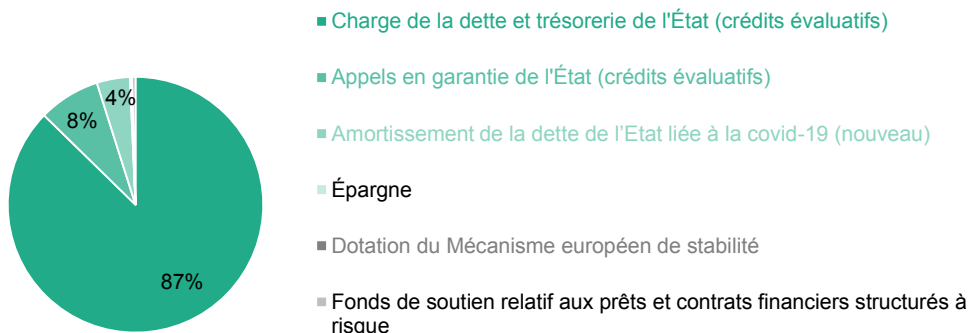 Charge de la dette et trésorerie de l'État (crédits évaluatifs)
Appels en garantie de l'État (crédits évaluatifs)
Amortissement de la dette de l’Etat liée à la covid-19 (nouveau)
Épargne
Dotation du Mécanisme européen de stabilité
Fonds de soutien relatif aux prêts et contrats financiers structurés à
risque
4%
8%
87%